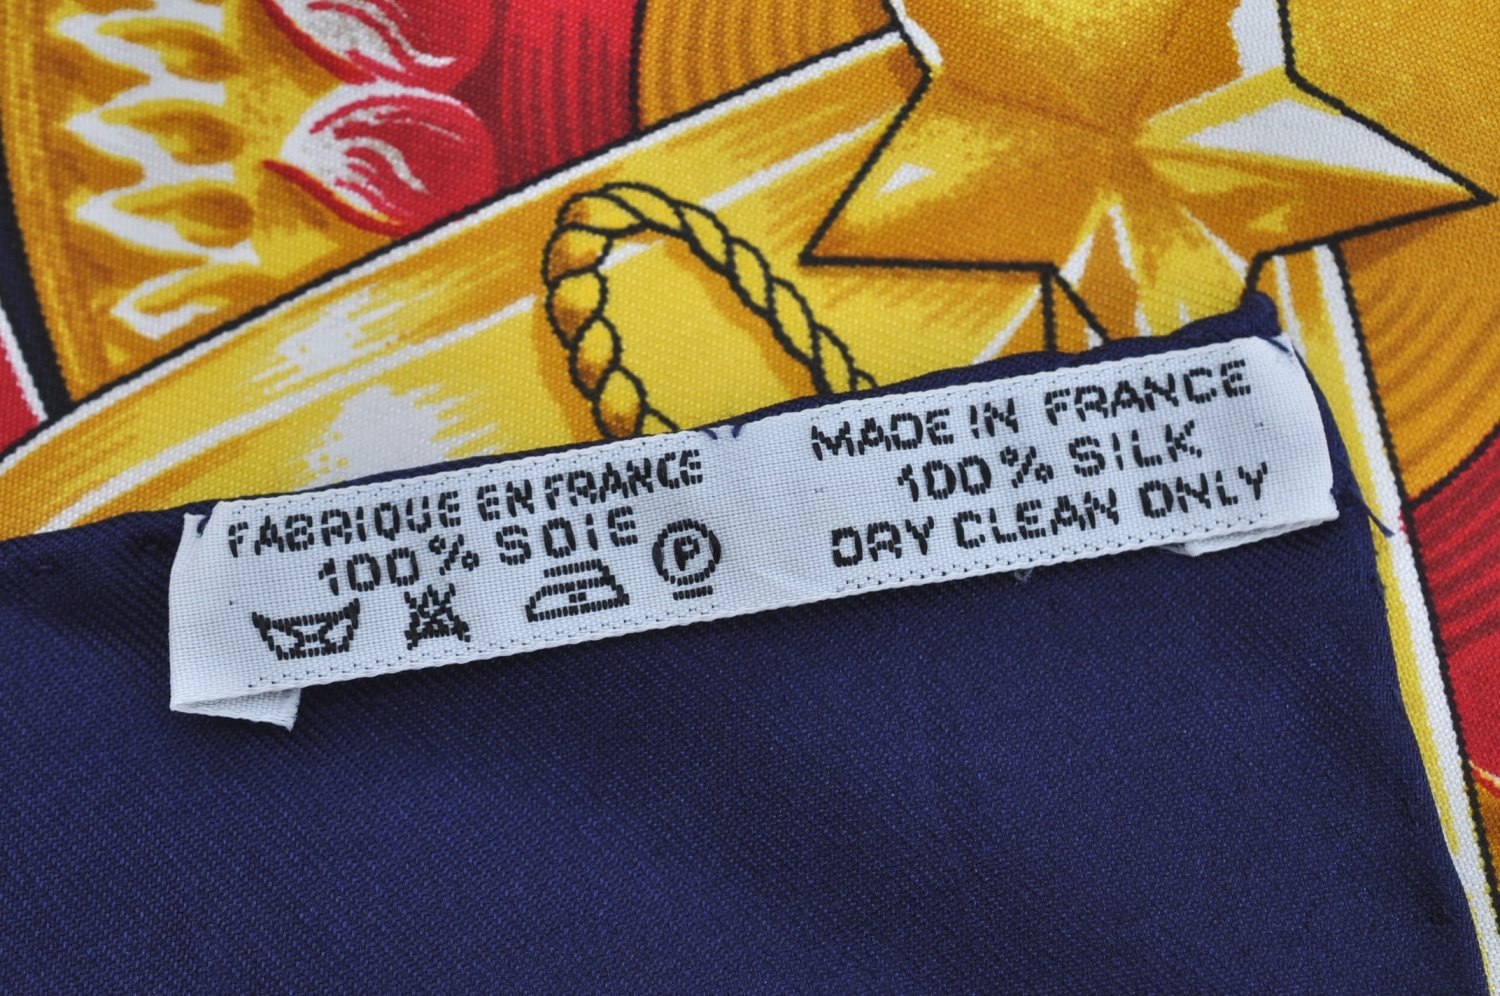 FABRIQUE EN FRANCE
100% SOIE
P
MADE IN FRANCE
100% SILK
DRY CLEAN ONLY